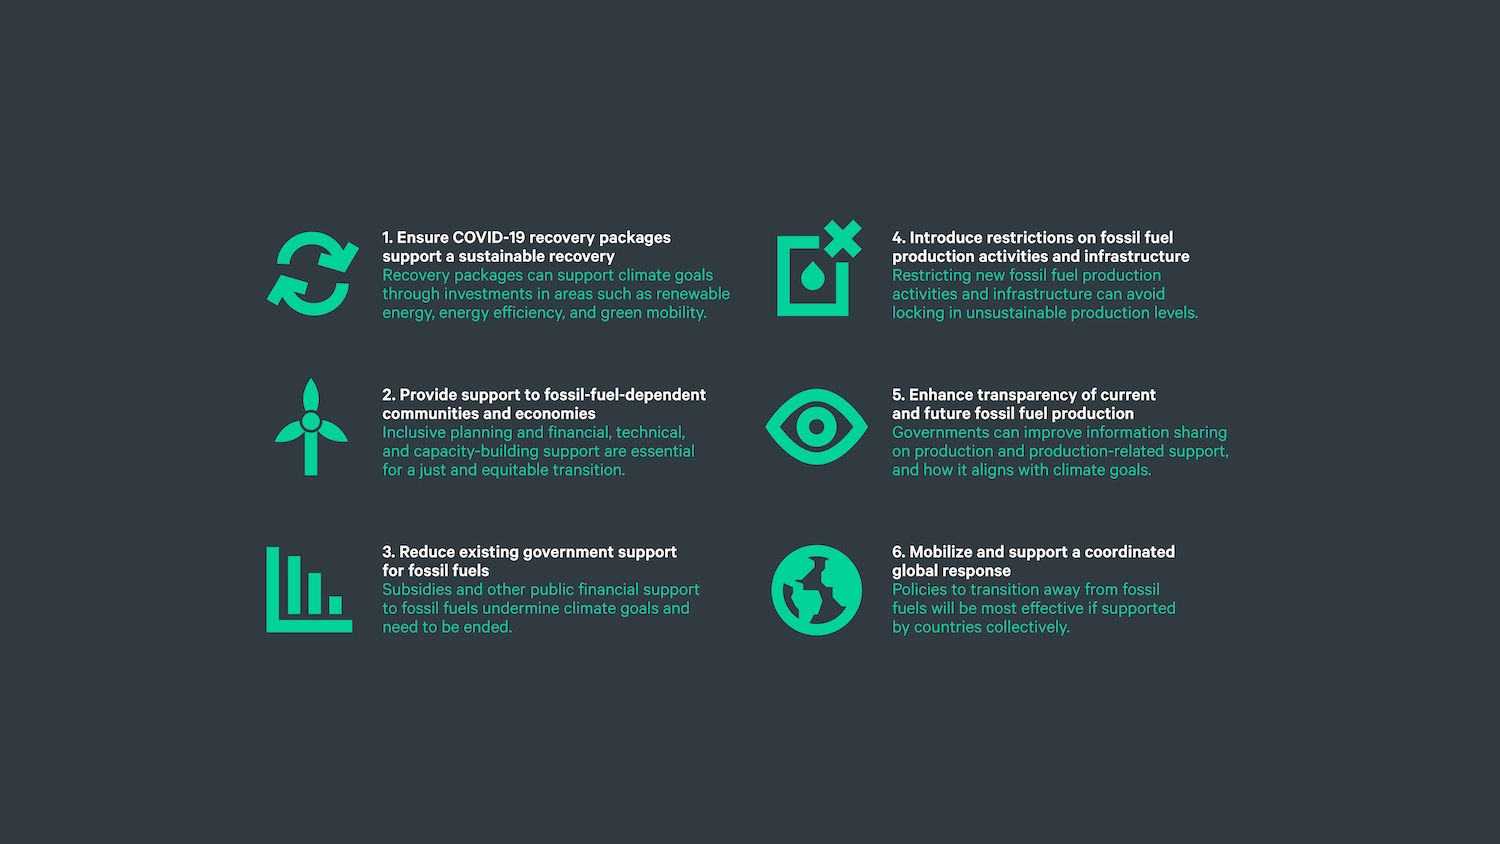 1. Ensure COVID-19 recovery packages
support a sustainable recovery
Recovery packages can support climate goals
through investments in areas such as renewable
energy, energy efficiency, and green mobility.
2. Provide support to fossil-fuel-dependent
communities and economies
Inclusive planning and financial, technical,
and capacity-building support are essential
for a just and equitable transition.
3. Reduce existing government support
for fossil fuels
Subsidies and other public financial support
to fossil fuels undermine climate goals and
need to be ended.
4. Introduce restrictions on fossil fuel
production activities and infrastructure
Restricting new fossil fuel production
activities and infrastructure can avoid
locking in unsustainable production levels.
5. Enhance transparency of current
and future fossil fuel production
Governments can improve information sharing
on production and production-related support,
and how it aligns with climate goals.
6. Mobilize and support a coordinated
global response
Policies to transition away from fossil
fuels will be most effective if supported
by countries collectively.